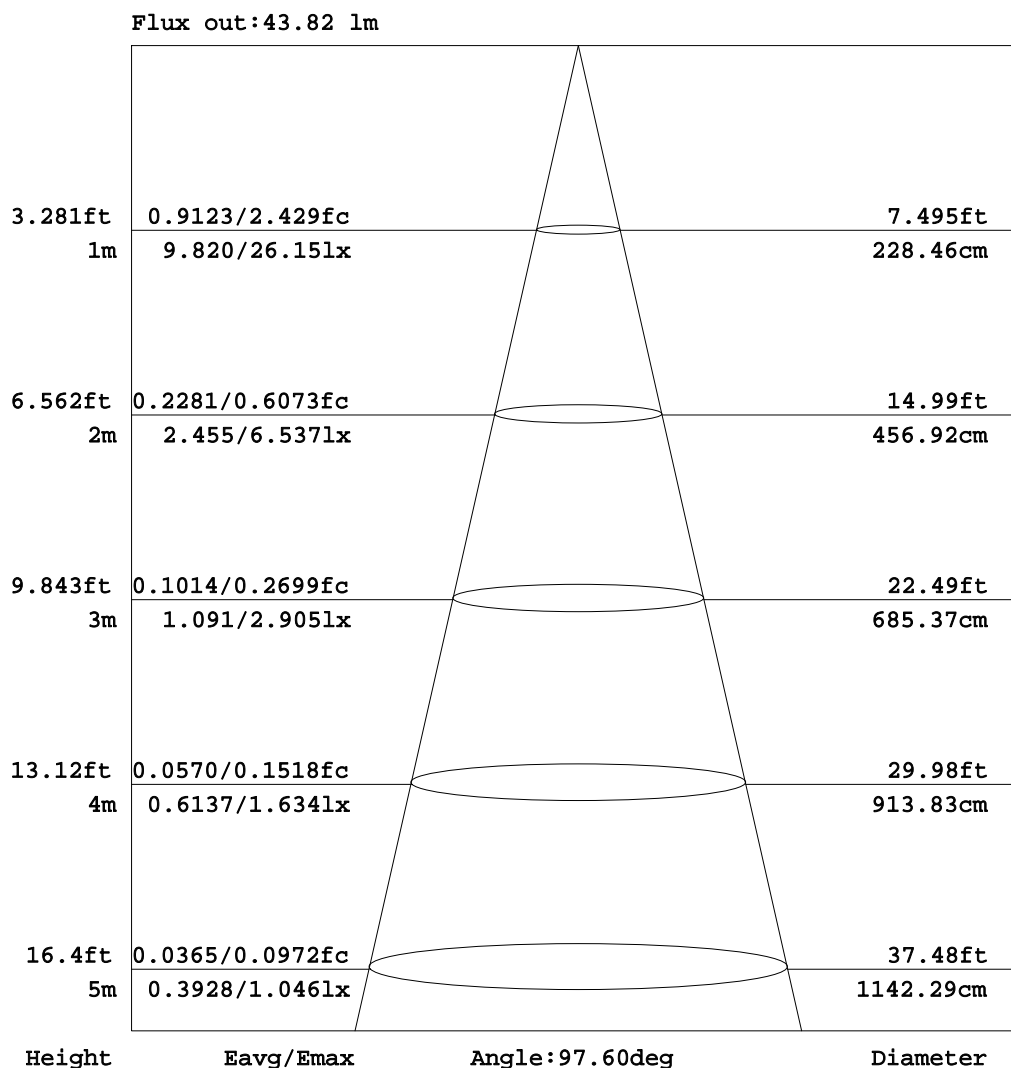 Flux out:43.82 lm
3.281ft 0.9123/2.429fc 7.495ft
1m 9.820/26.15lx 228.46cm
6.562ft 0.2281/0.6073fc 14.99ft
2m 2.455/6.537lx 456.92cm
9.843ft 0.1014/0.2699fc 22.49ft
3m 1.091/2.905lx 685.37cm
13.12ft 0.0570/0.1518fc 29.98ft
4m 0.6137/1.634lx 913.83cm
16.4ft 0.0365/0.0972fc 37.48ft
5m 0.3928/1.046lx 1142.29cm
Height Eavg/Emax Angle:97.60deg Diameter